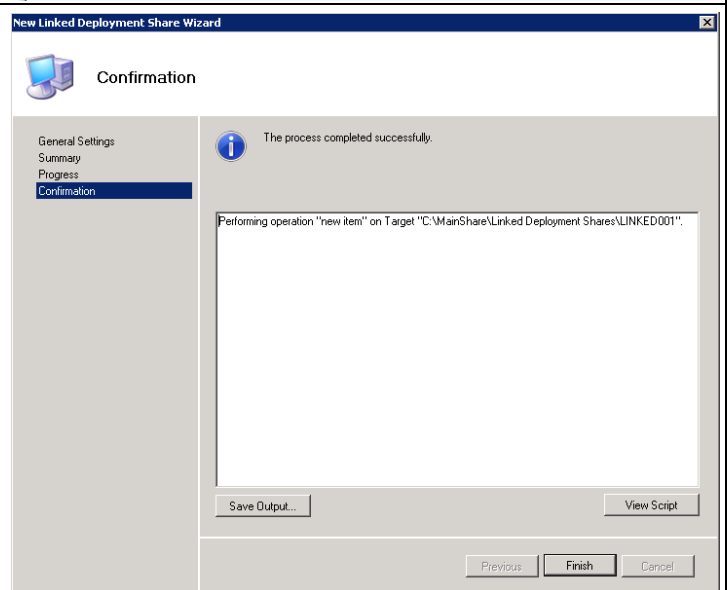 New Linked Deployment Share Wizard
Confirmation
General Settings
Summary
Progress
Confirmation
The process completed successfully.
Performing operation "new item" on Target "C:\MainShare\Linked Deployment Shares\LINKED001".
Save Output...
View Script
Previous
Finish
Cancel